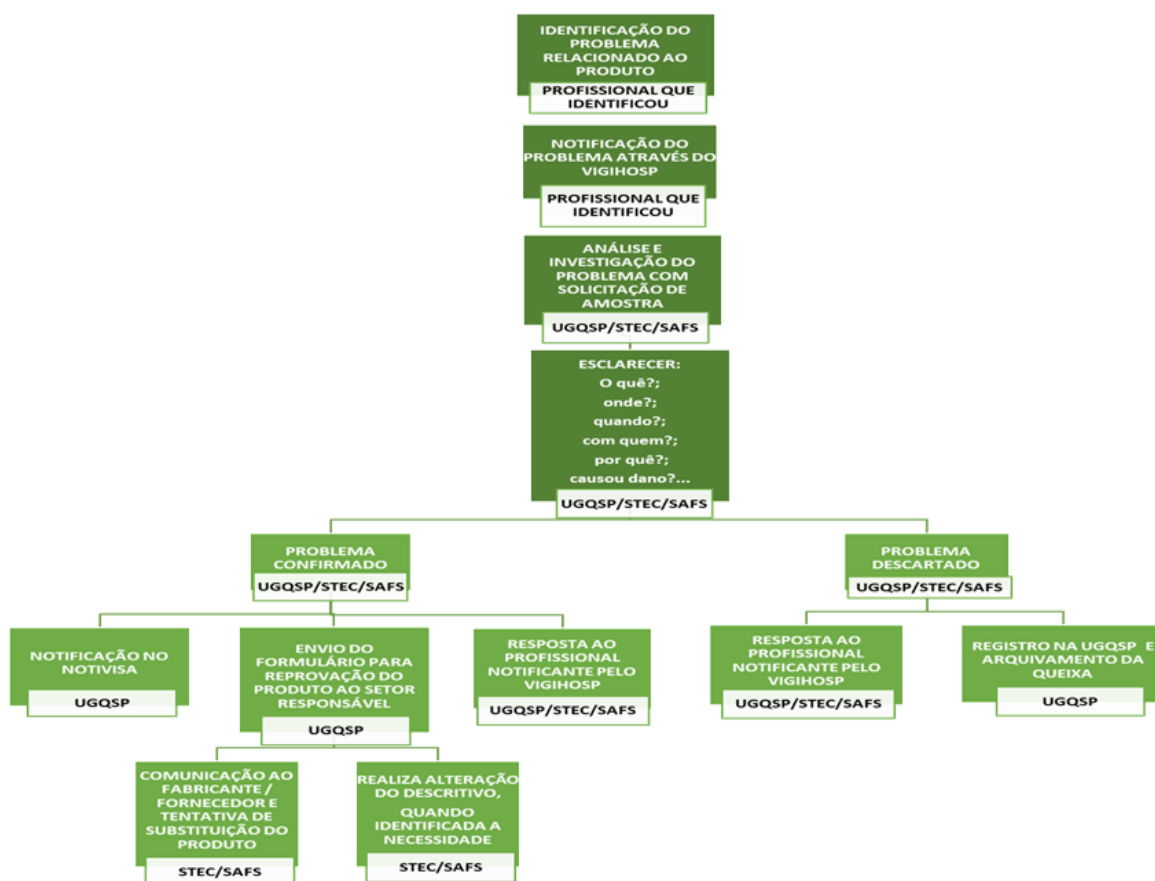 IDENTIFICAÇÃO DO
PROBLEMA
RELACIONADO AO
PRODUTO
PROFISSIONAL QUE
IDENTIFICOU
NOTIFICAÇÃO DO
PROBLEMA ATRAVÉS DO
VIGIHOSP
PROFISSIONAL QUE
IDENTIFICOU
ANÁLISE E
INVESTIGAÇÃO DO
PROBLEMA COM
SOLICITAÇÃO DE
AMOSTRA
UGQSP/STEC/SAFS
ESCLARECER:
O quê?;
onde?;
quando?;
com quem?;
por quê?;
causou dano?...
UGQSP/STEC/SAFS
PROBLEMA
CONFIRMADO
UGQSP/STEC/SAFS
PROBLEMA
DESCARTADO
UGQSP/STEC/SAFS
NOTIFICAÇÃO NO
NOTIVISA
UGQSP
ENVIO DO
FORMULÁRIO PARA
REPROVAÇÃO DO
PRODUTO AO SETOR
RESPONSÁVEL
UGQSP
RESPOSTA AO
PROFISSIONAL
NOTIFICANTE PELO
VIGIHOSP
UGQSP/STEC/SAFS
RESPOSTA AO
PROFISSIONAL
NOTIFICANTE PELO
VIGIHOSP
UGQSP/STEC/SAFS
REGISTRO NA UGQSP E
ARQUIVAMENTO DA
QUEIXA
UGQSP
COMUNICAÇÃO AO
FABRICANTE /
FORNECEDOR E
TENTATIVA DE
SUBSTITUIÇÃO DO
PRODUTO
STEC/SAFS
REALIZA ALTERAÇÃO
DO DESCRITIVO,
QUANDO
IDENTIFICADA A
NECESSIDADE
STEC/SAFS